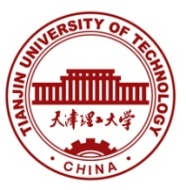 TIANJIN UNIVERSITY OF TECHNOLOGY
天津理工大学
· CHINA ·